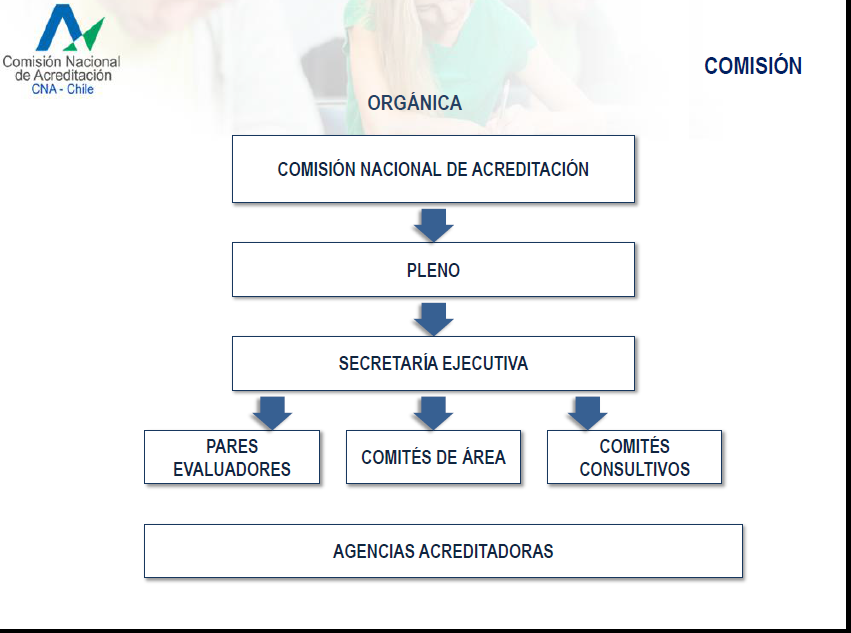 Comisión Nacional
de Acreditación
CNA - Chile
COMISIÓN
ORGÁNICA
COMISIÓN NACIONAL DE ACREDITACIÓN
PLENO
SECRETARÍA EJECUTIVA
PARES
EVALUADORES
COMITÉS DE ÁREA
COMITÉS
CONSULTIVOS
AGENCIAS ACREDITADORAS